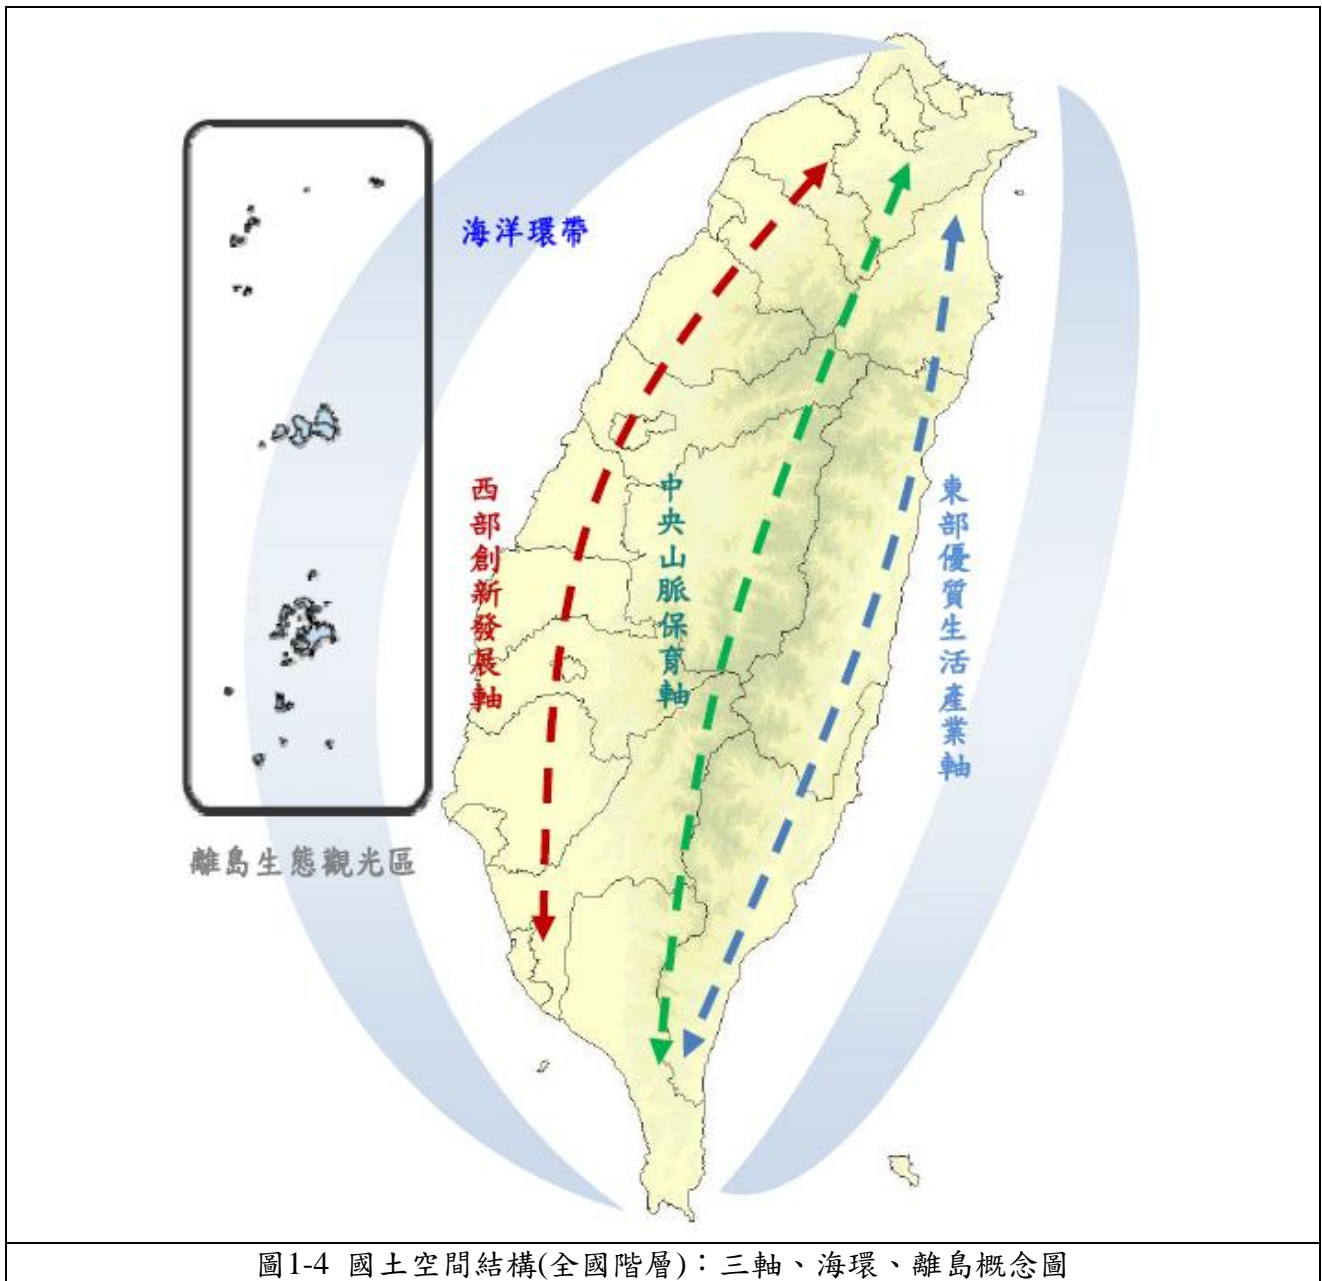 海洋環帶
西部創新發展軸
中央山脈保育軸
東部優質生活產業軸
離島生態觀光區
圖1-4 國土空間結構(全國階層)：三軸、海環、離島概念圖